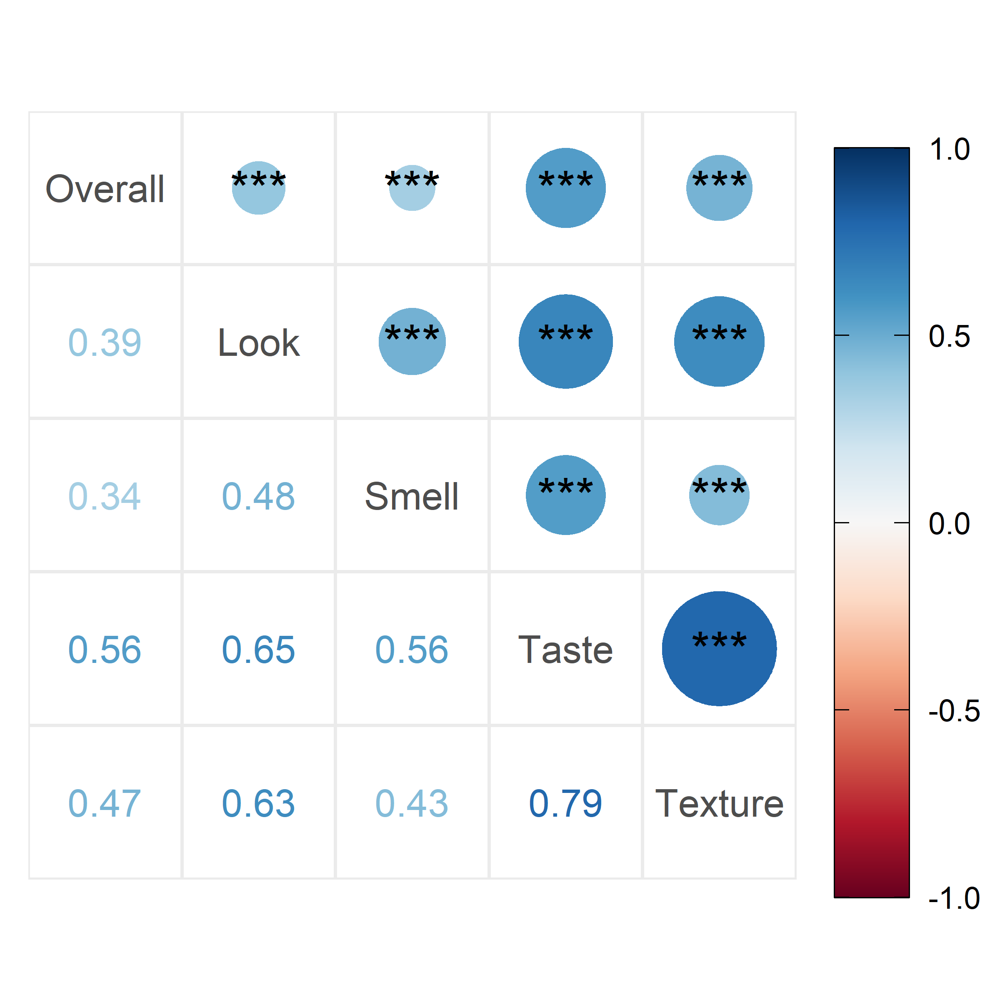 1.0
Overall *** *** *** ***
0.39 Look *** *** *** 0.5
0.34 0.48 Smell *** *** 0.0
0.56 0.65 0.56 Taste ***
-0.5
0.47 0.63 0.43 0.79 Texture
-1.0